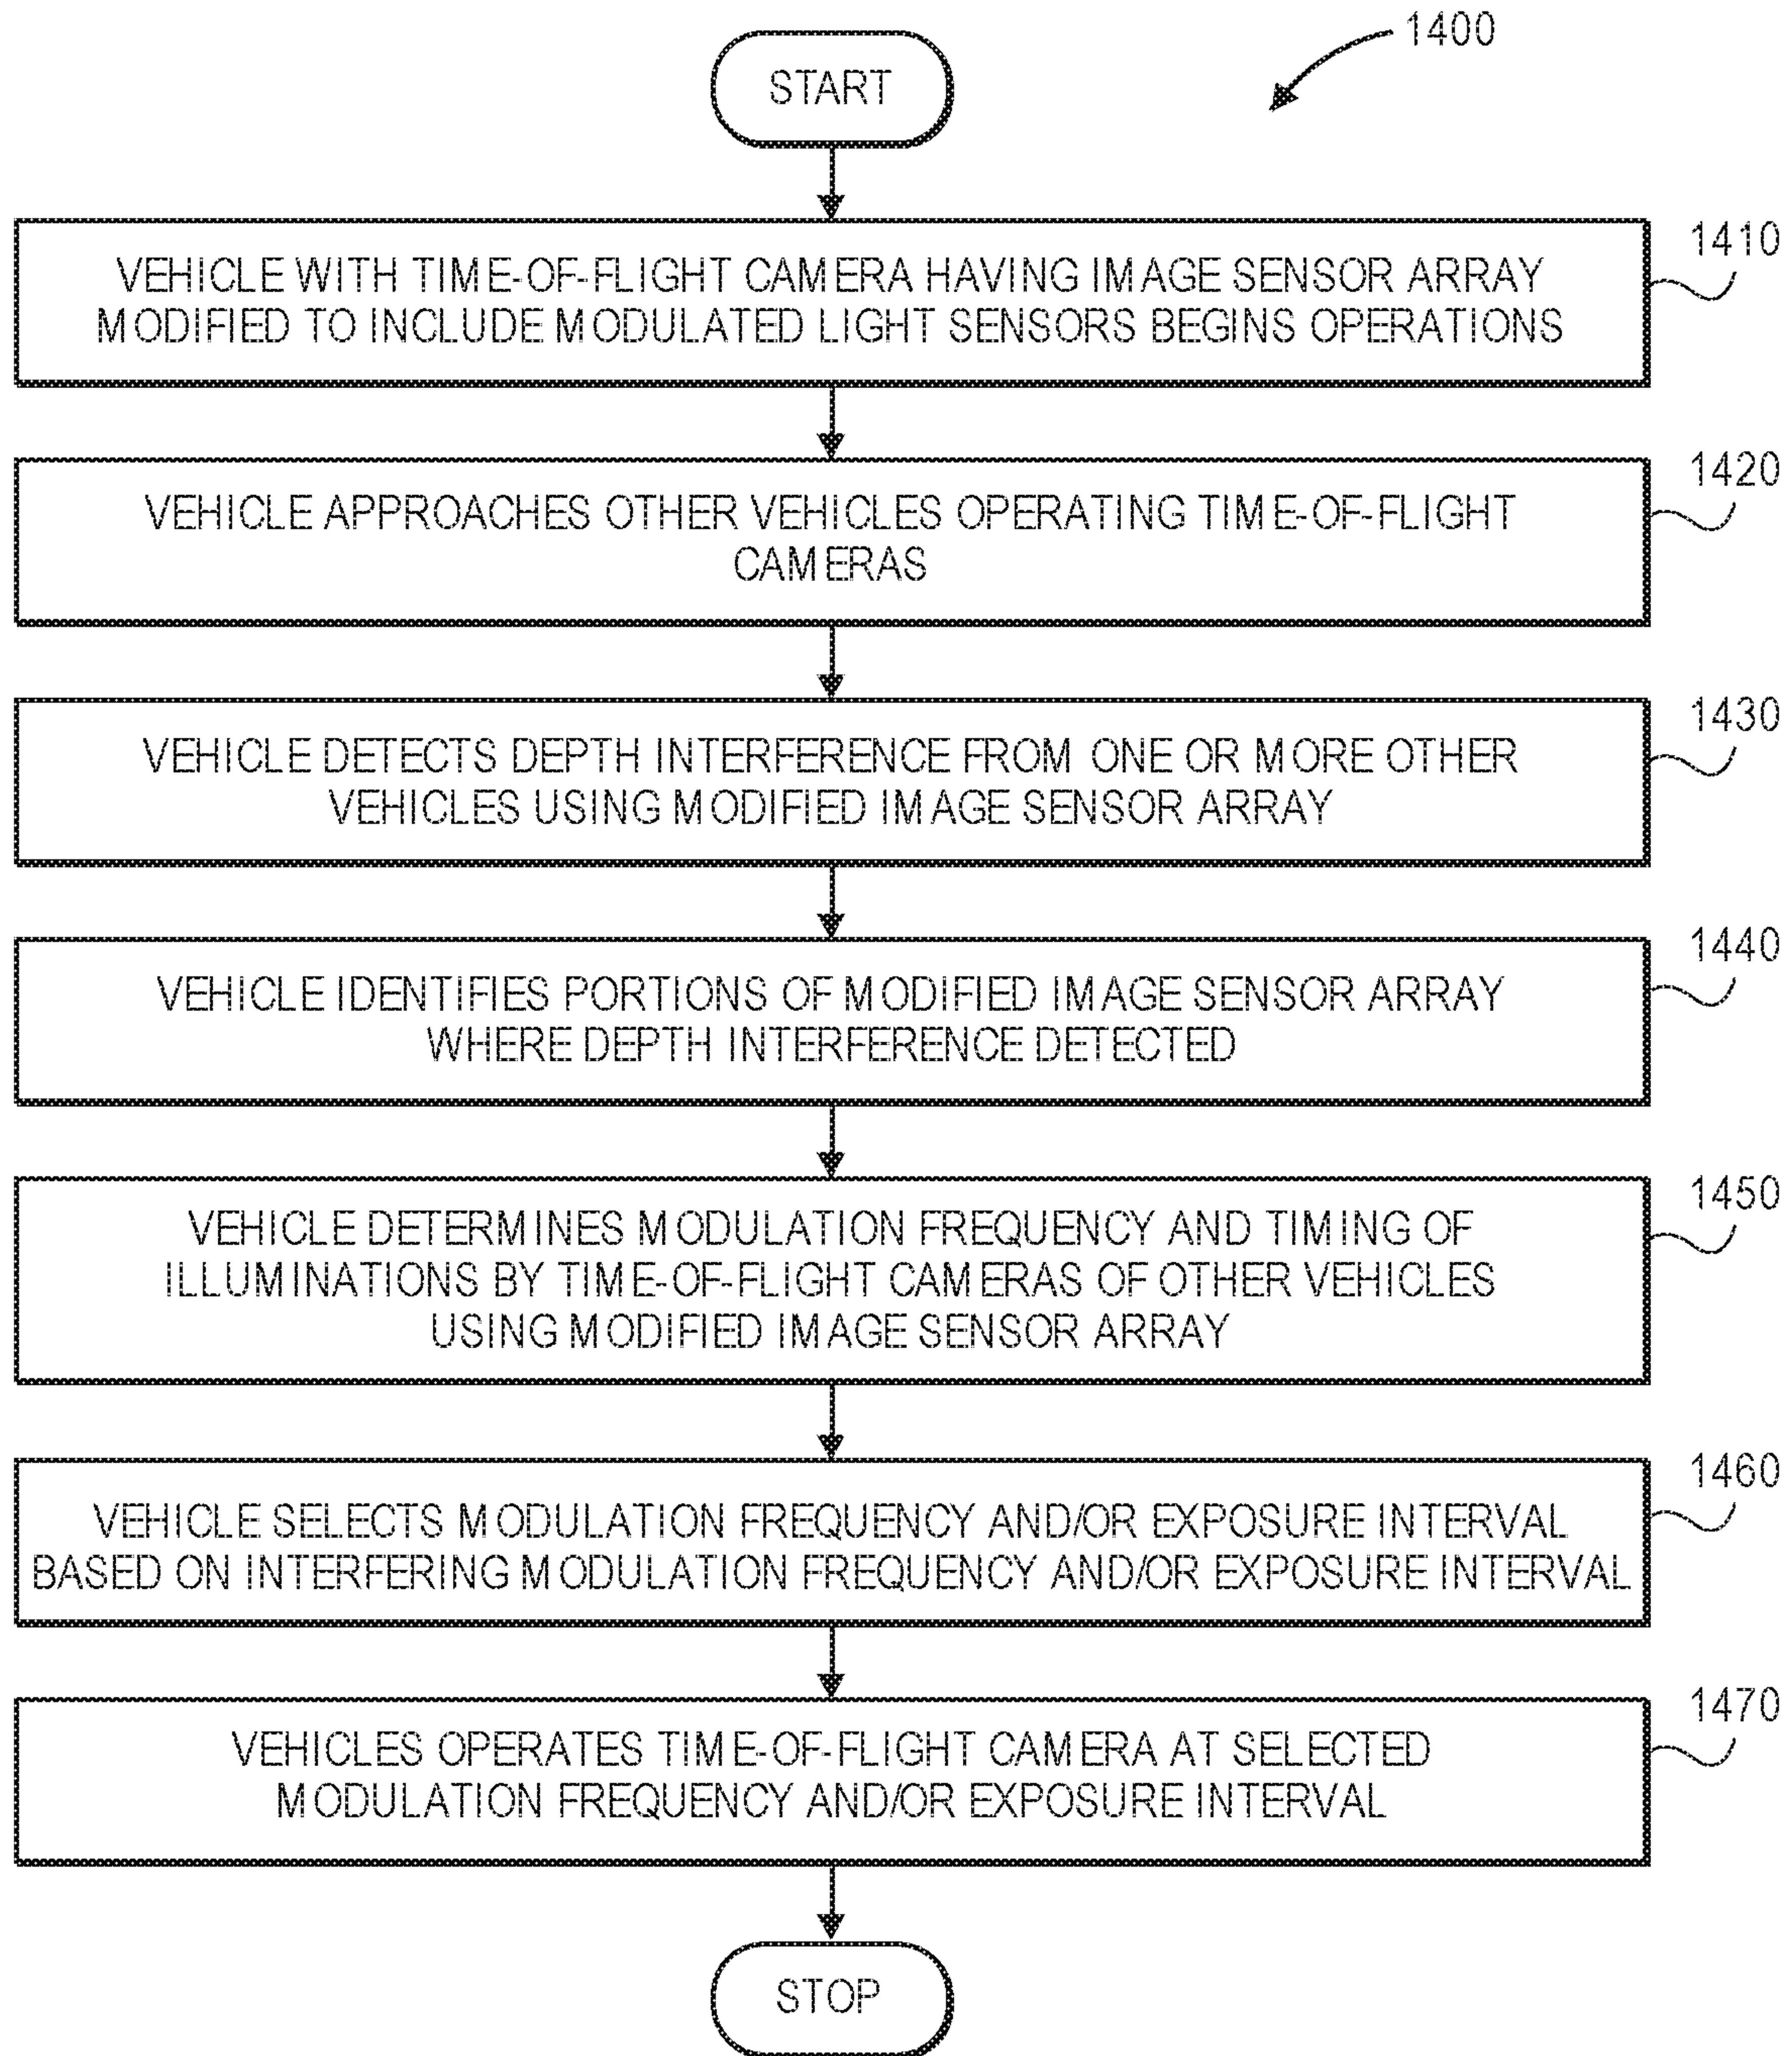 1400
START
1410
VEHICLE WITH TIME-OF-FLIGHT CAMERA HAVING IMAGE SENSOR ARRAY
MODIFIED TO INCLUDE MODULATED LIGHT SENSORS BEGINS OPERATIONS
1420
VEHICLE APPROACHES OTHER VEHICLES OPERATING TIME-OF-FLIGHT
CAMERAS
1430
VEHICLE DETECTS DEPTH INTERFERENCE FROM ONE OR MORE OTHER
VEHICLES USING MODIFIED IMAGE SENSOR ARRAY
1440
VEHICLE IDENTIFIES PORTIONS OF MODIFIED IMAGE SENSOR ARRAY
WHERE DEPTH INTERFERENCE DETECTED
1450
VEHICLE DETERMINES MODULATION FREQUENCY AND TIMING OF
ILLUMINATIONS BY TIME-OF-FLIGHT CAMERAS OF OTHER VEHICLES
USING MODIFIED IMAGE SENSOR ARRAY
1460
VEHICLE SELECTS MODULATION FREQUENCY AND/OR EXPOSURE INTERVAL
BASED ON INTERFERING MODULATION FREQUENCY AND/OR EXPOSURE INTERVAL
1470
VEHICLES OPERATES TIME-OF-FLIGHT CAMERA AT SELECTED
MODULATION FREQUENCY AND/OR EXPOSURE INTERVAL
STOP